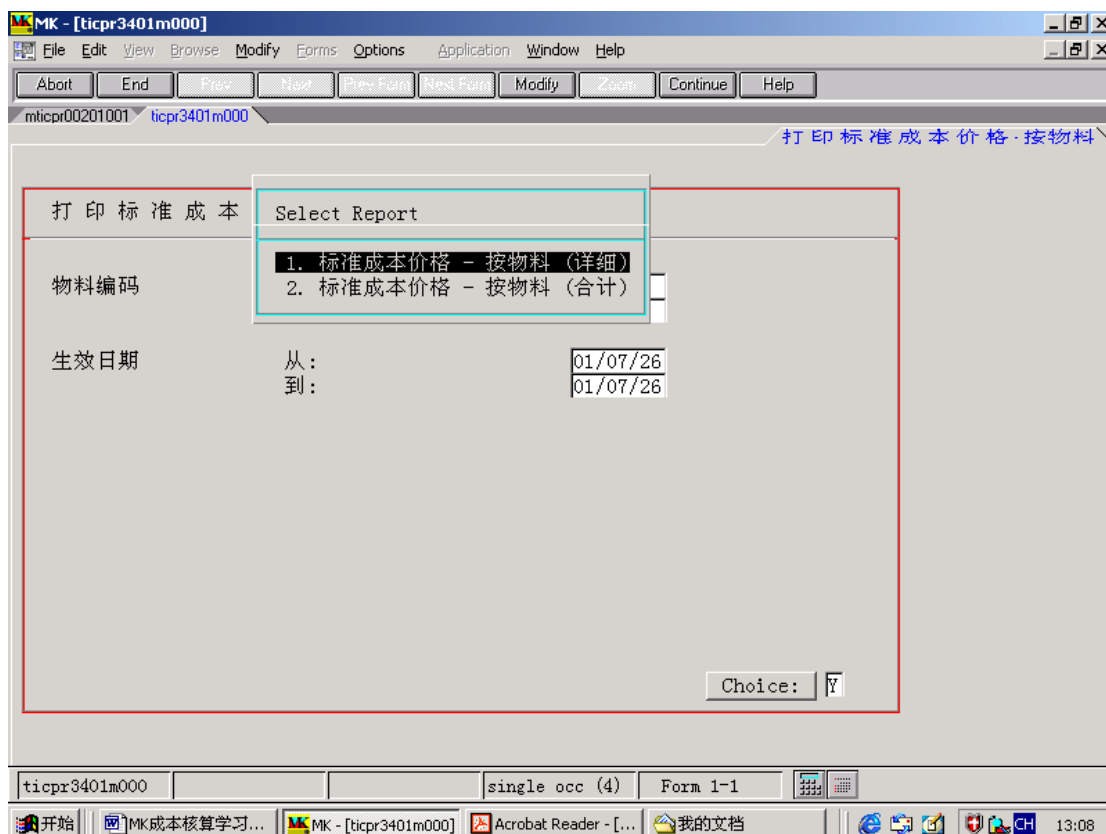 MK - [ticpr3401m000]
File Edit View Browse Modify Forms Options Application Window Help
Abort End Prev Next Prev Form Next Form Modify Zoom Continue Help
mticpr00201001 ticpr3401m000
打印标准成本价格-按物料
打印标准成本
Select Report
1. 标准成本价格 - 按物料 (详细)
2. 标准成本价格 - 按物料 (合计)
物料编码
生效日期 从: 01/07/26
到: 01/07/26
Choice: Y
ticpr3401m000 single occ (4) Form 1-1
开始 MK成本核算学习... MK - [ticpr3401m000] Acrobat Reader - [... 我的文档 CH 13:08